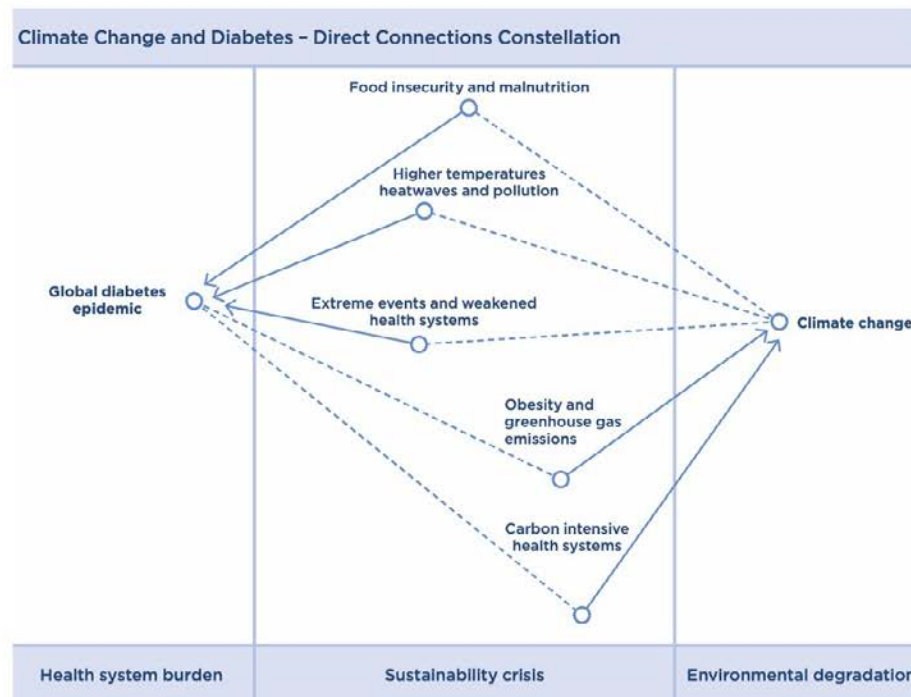 Climate Change and Diabetes – Direct Connections Constellation
Food insecurity and malnutrition
Higher temperatures
heatwaves and pollution
Global diabetes
epidemic
Extreme events and weakened
health systems
Climate change
Obesity and
greenhouse gas
emissions
Carbon intensive
health systems
Health system burden
Sustainability crisis
Environmental degradation